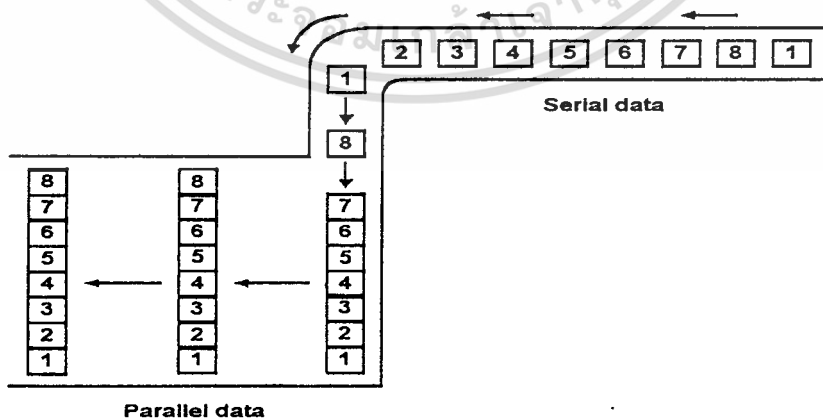 2 3 4 5 6 7 8 1
1
Serial data
8
8 8
7 7 7
6 6 6
5 5 5
4 4 4
3 3 3
2 2 2
1 1 1
Parallel data